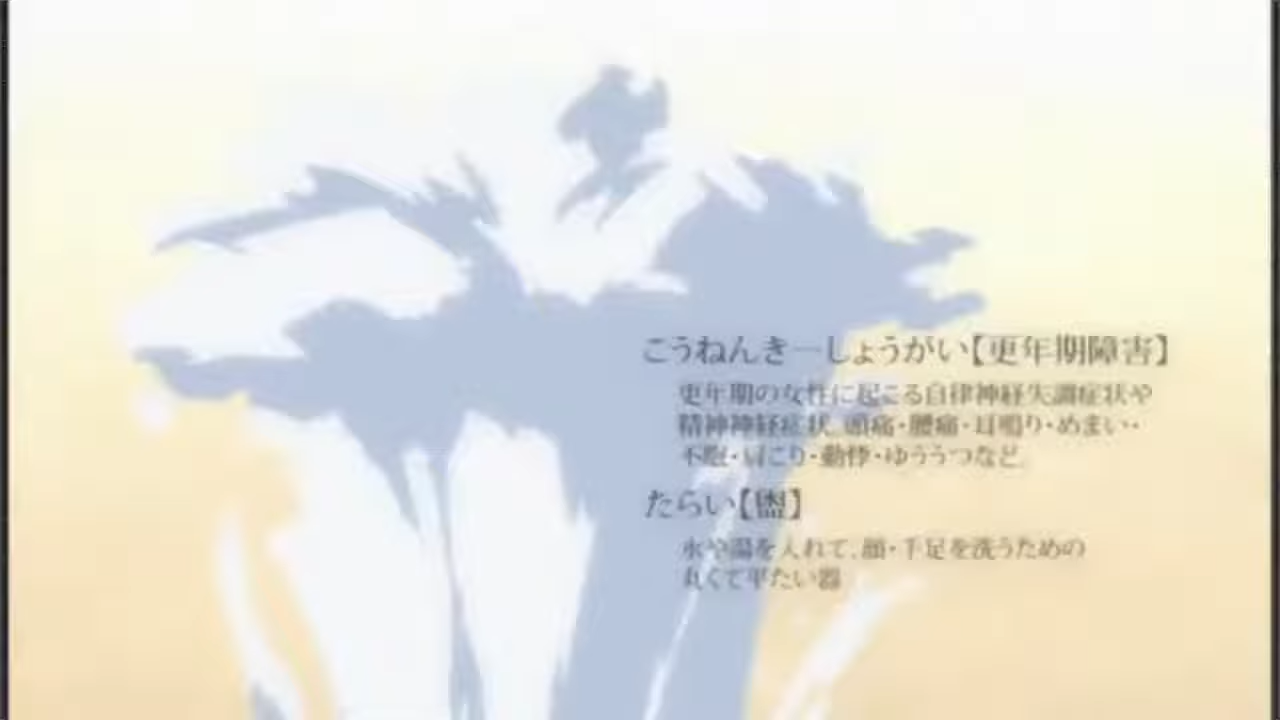 こうねんき―しょうがい【更年期障害】
更年期の女性に起こる自律神経失調症状や
精神神経症状。頭痛・腰痛・耳鳴り・めまい・
不眠・肩こり・動悸・ゆううつなど。
たらい【盥】
水や湯を入れて、顔・手足を洗うための
丸くて平たい器